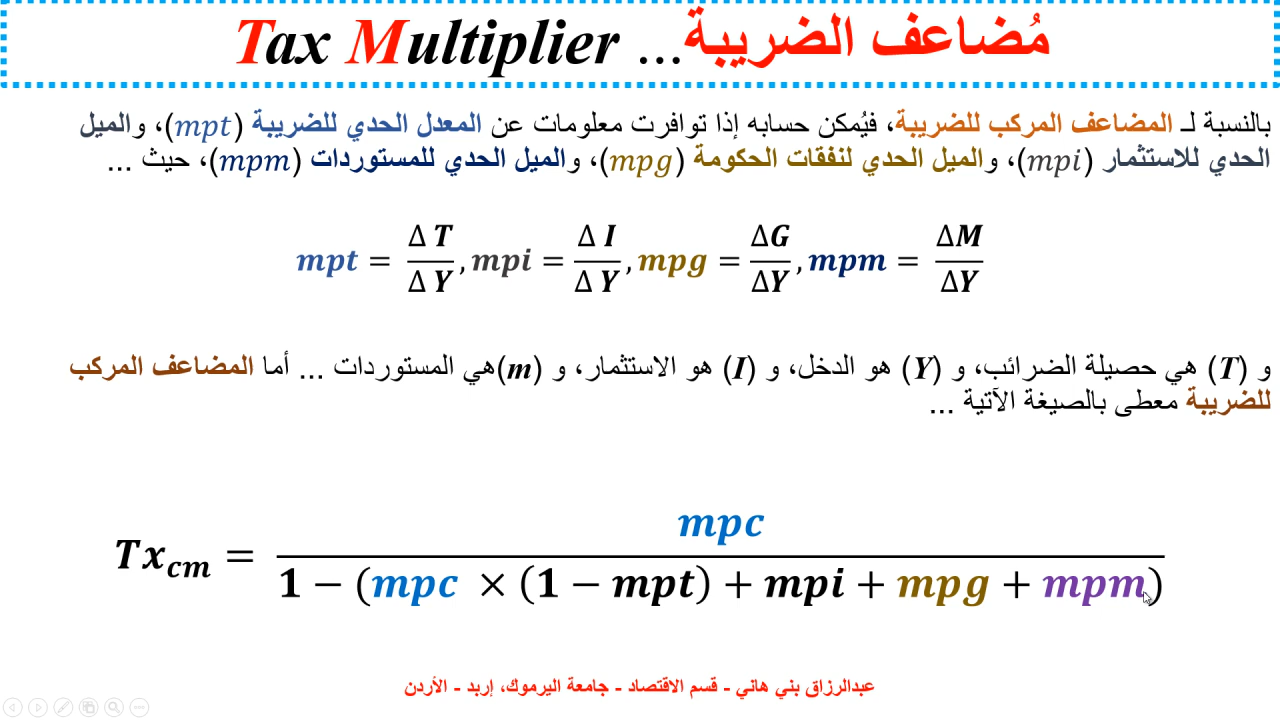 مُضاعف الضريبة... Tax Multiplier
بالنسبة لـ المضاعف المركب للضريبة، فيُمكن حسابه إذا توافرت معلومات عن المعدل الحدي للضريبة (mpt)، والميل
الحدي للاستثمار (mpi)، والميل الحدي لنفقات الحكومة (mpg)، والميل الحدي للمستوردات (mpm)، حيث ...
mpt = Δ T / Δ Y , mpi = Δ I / Δ Y , mpg = ΔG / ΔY , mpm = ΔM / ΔY
و (T) هي حصيلة الضرائب، و (Y) هو الدخل، و (I) هو الاستثمار، و (m)هي المستوردات ... أما المضاعف المركب
للضريبة معطى بالصيغة الآتية ...
Tx_cm = mpc / 1 − (mpc × (1 − mpt) + mpi + mpg + mpm)
عبدالرزاق بني هاني - قسم الاقتصاد - جامعة اليرموك، إربد - الأردن